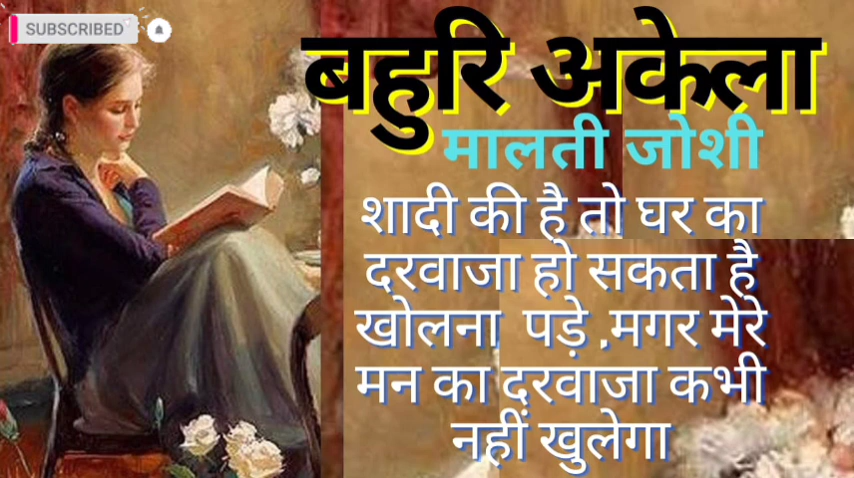 SUBSCRIBED
बहुरि अकेला
मालती जोशी
शादी की है तो घर का
दरवाजा हो सकता है
खोलना पड़े .मगर मेरे
मन का दरवाजा कभी
नहीं खुलेगा